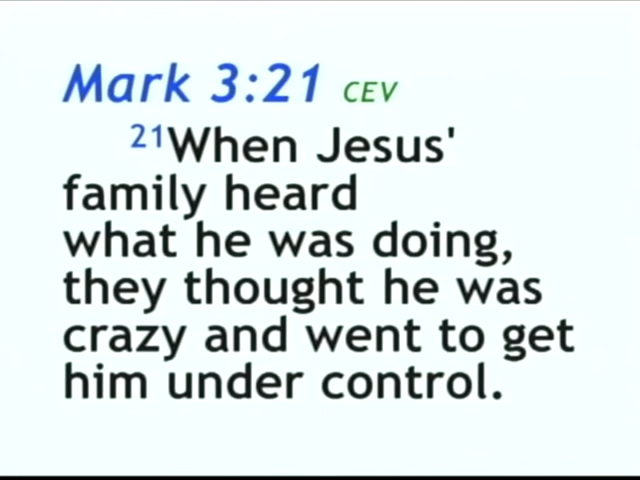 Mark 3:21 CEV
21When Jesus'
family heard
what he was doing,
they thought he was
crazy and went to get
him under control.